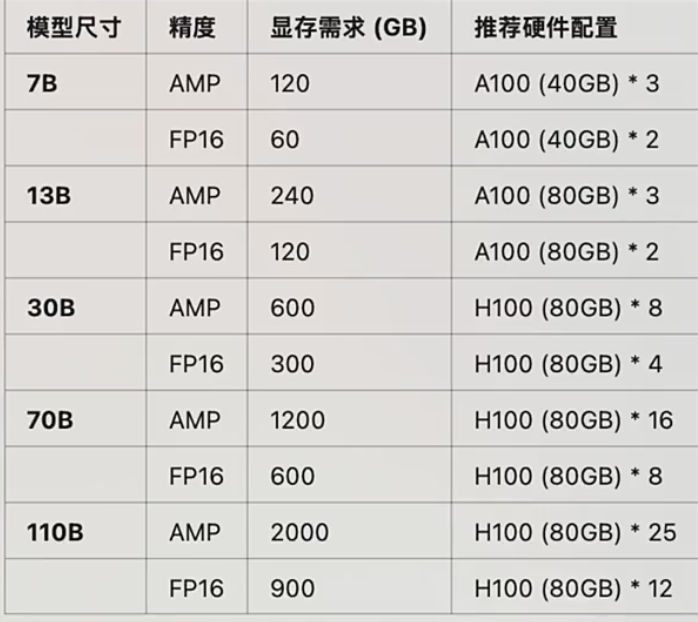 模型尺寸 精度 显存需求 (GB) 推荐硬件配置
7B AMP 120 A100 (40GB) * 3
FP16 60 A100 (40GB) * 2
13B AMP 240 A100 (80GB) * 3
FP16 120 A100 (80GB) * 2
30B AMP 600 H100 (80GB) * 8
FP16 300 H100 (80GB) * 4
70B AMP 1200 H100 (80GB) * 16
FP16 600 H100 (80GB) * 8
110B AMP 2000 H100 (80GB) * 25
FP16 900 H100 (80GB) * 12